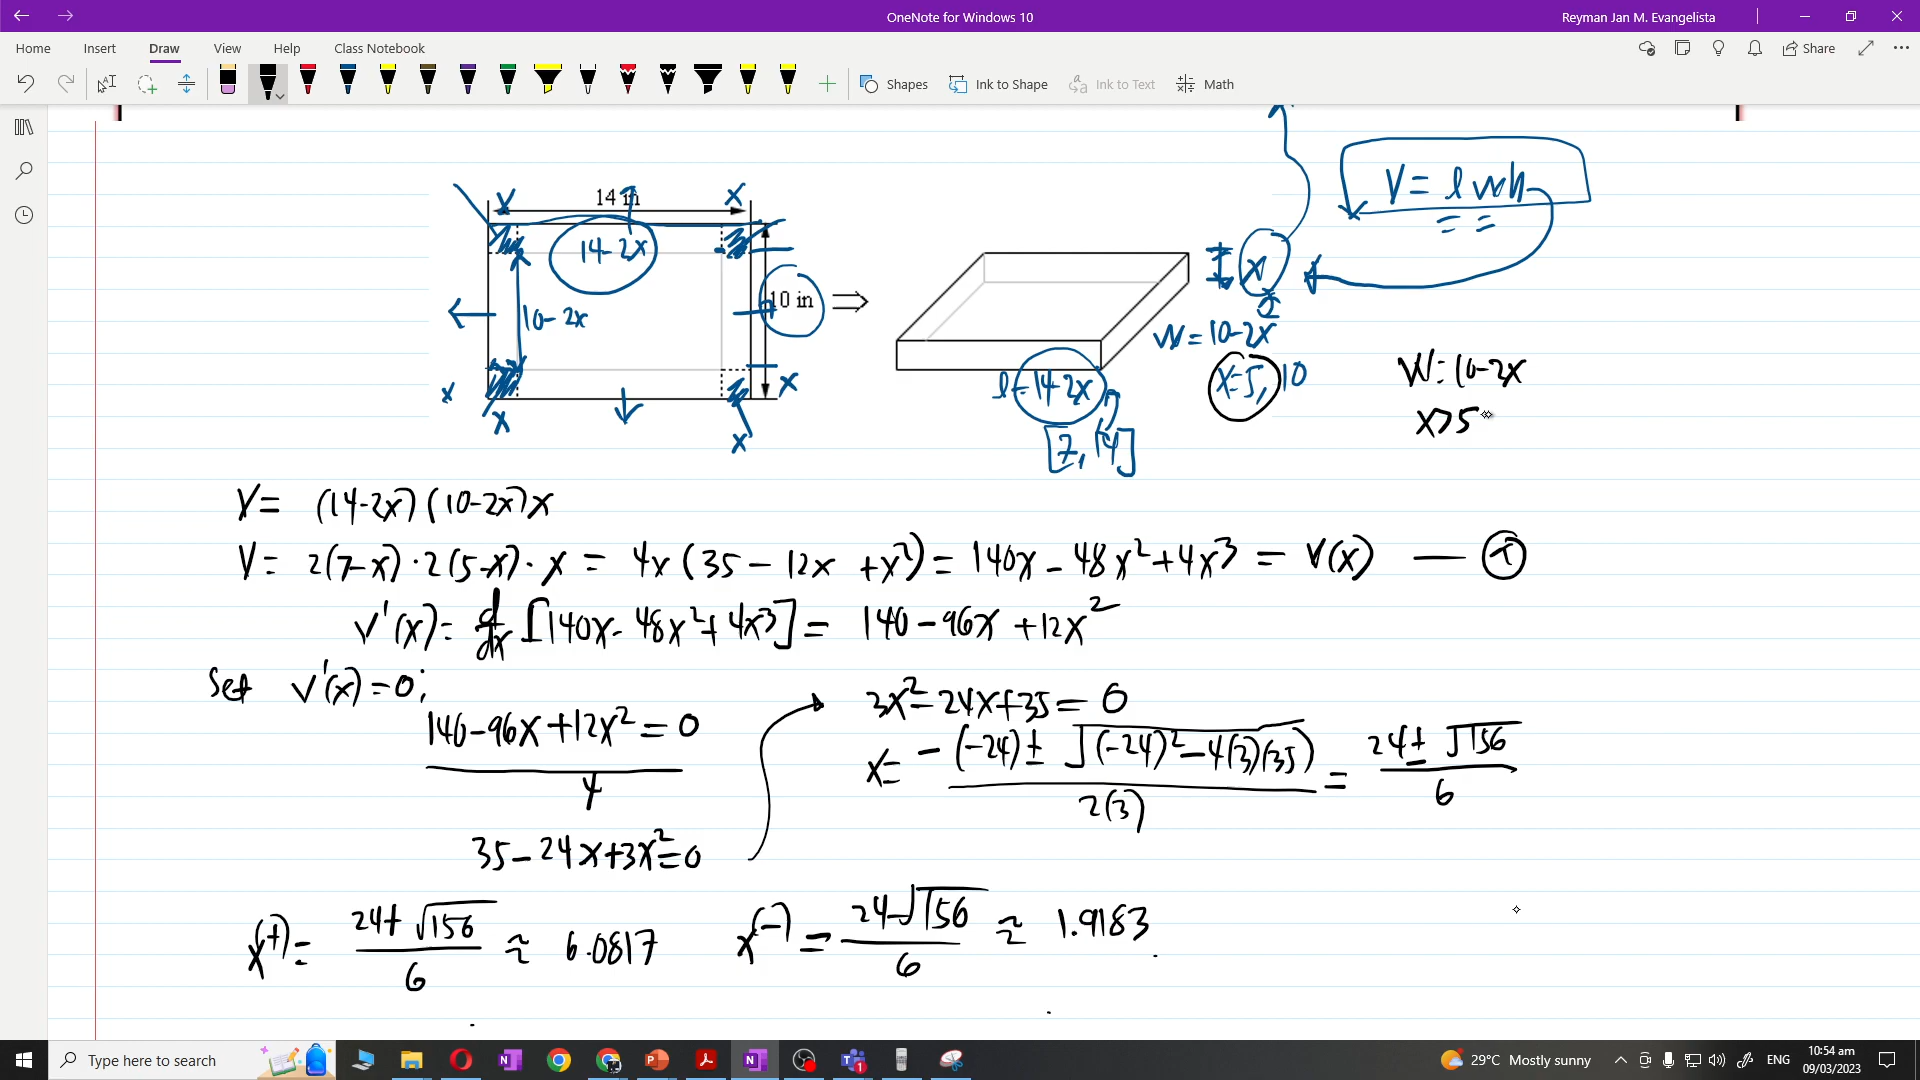 OneNote for Windows 10
Reyman Jan M. Evangelista
Home Insert Draw View Help Class Notebook
Share
Shapes Ink to Shape Ink to Text Math
V = l wh
x 14 in x
14-2x
10 in
10-2x
x
x
x
x
x
W = 10-2x
l = 14-2x
x=5, 10
[7, 14]
W = 10-2x
x > 5
V = (14-2x)(10-2x)x
V = 2(7-x)·2(5-x)·x = 4x(35-12x+x²) = 140x-48x²+4x³ = V(x) —
V'(x) = d/dx [140x-48x²+4x³] = 140-96x+12x²
Set V'(x)=0;
140-96x+12x² = 0
4
35-24x+3x²=0
3x²-24x+35 = 0
x = -(-24) ± √(-24)²-4(3)(35) / 2(3) = 24 ± √156 / 6
x(+) = 24+√156 / 6 ≈ 6.0817
x(-) = 24-√156 / 6 ≈ 1.9183
Type here to search
29°C Mostly sunny
ENG
10:54 am
09/03/2023